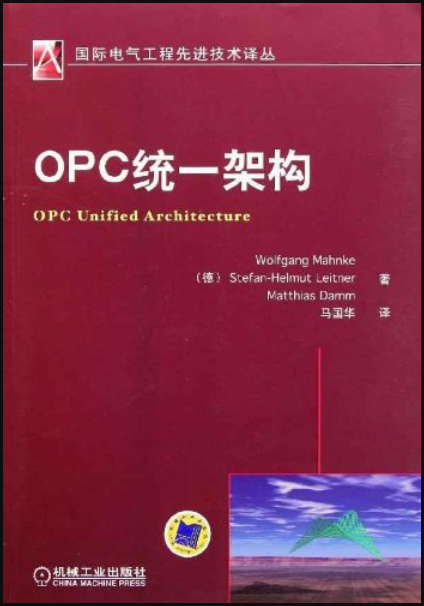 国际电气工程先进技术译丛
OPC统一架构
OPC Unified Architecture
Wolfgang Mahnke
（德） Stefan-Helmut Leitner 著
Matthias Damm
马国华 译
机械工业出版社
CHINA MACHINE PRESS